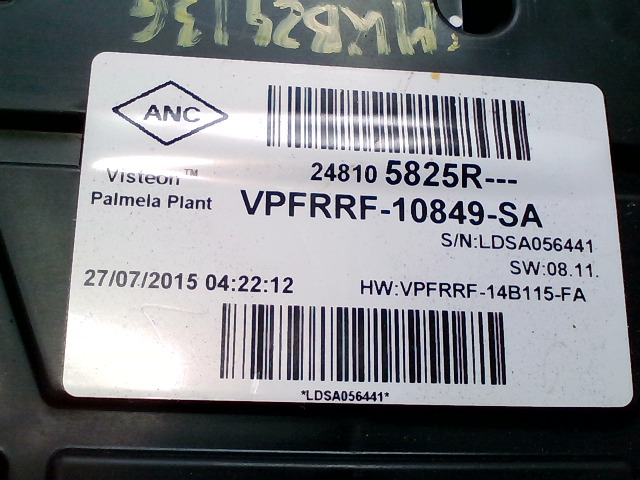 ANC
24810 5825R---
Visteon™
Palmela Plant
VPFRRF-10849-SA
S/N:LDSA056441
SW:08.11.
27/07/2015 04:22:12
HW:VPFRRF-14B115-FA
*LDSA056441*